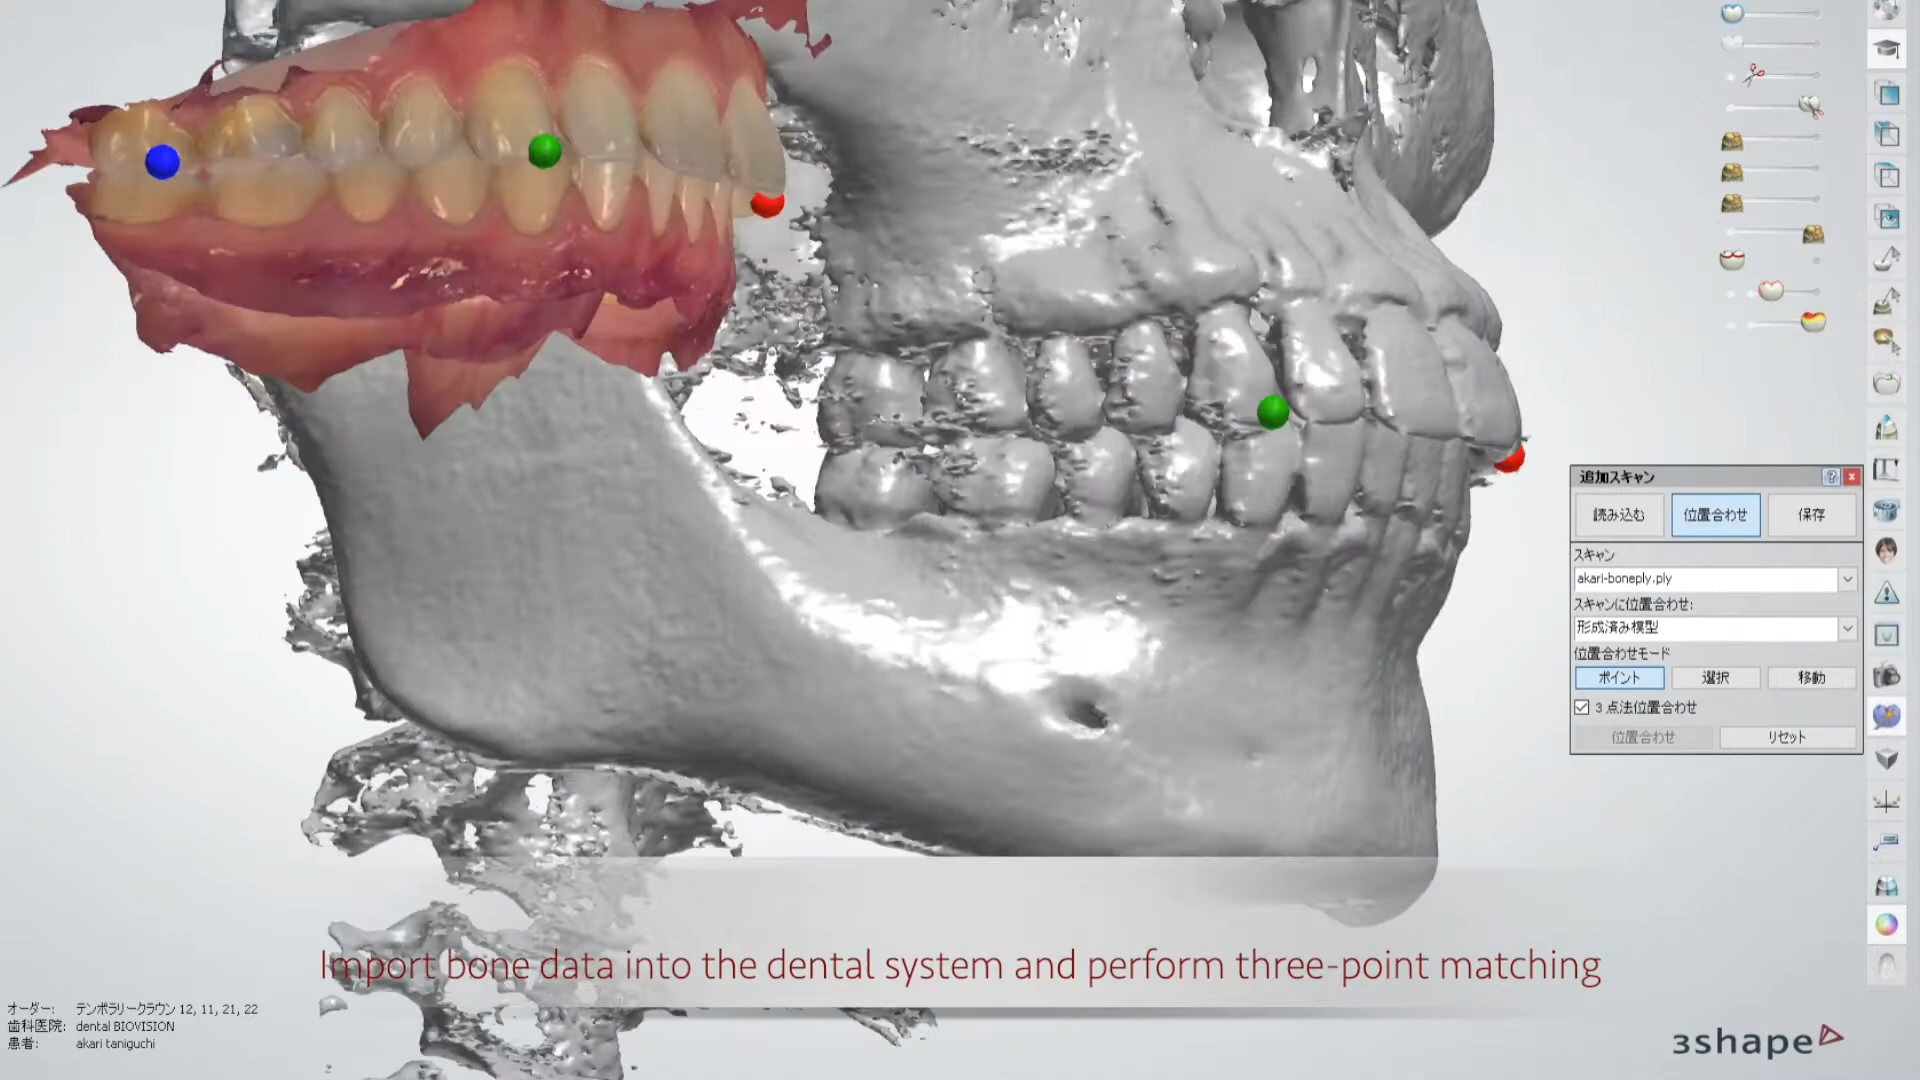 追加スキャン
読み込む 位置合わせ 保存
スキャン
akari-boneply.ply
スキャンに位置合わせ:
形成済み模型
位置合わせモード
ポイント 選択 移動
3 点法位置合わせ
位置合わせ リセット
Import bone data into the dental system and perform three-point matching
オーダー: テンポラリークラウン 12, 11, 21, 22
歯科医院: dental BIOVISION
患者: akari taniguchi
3shape